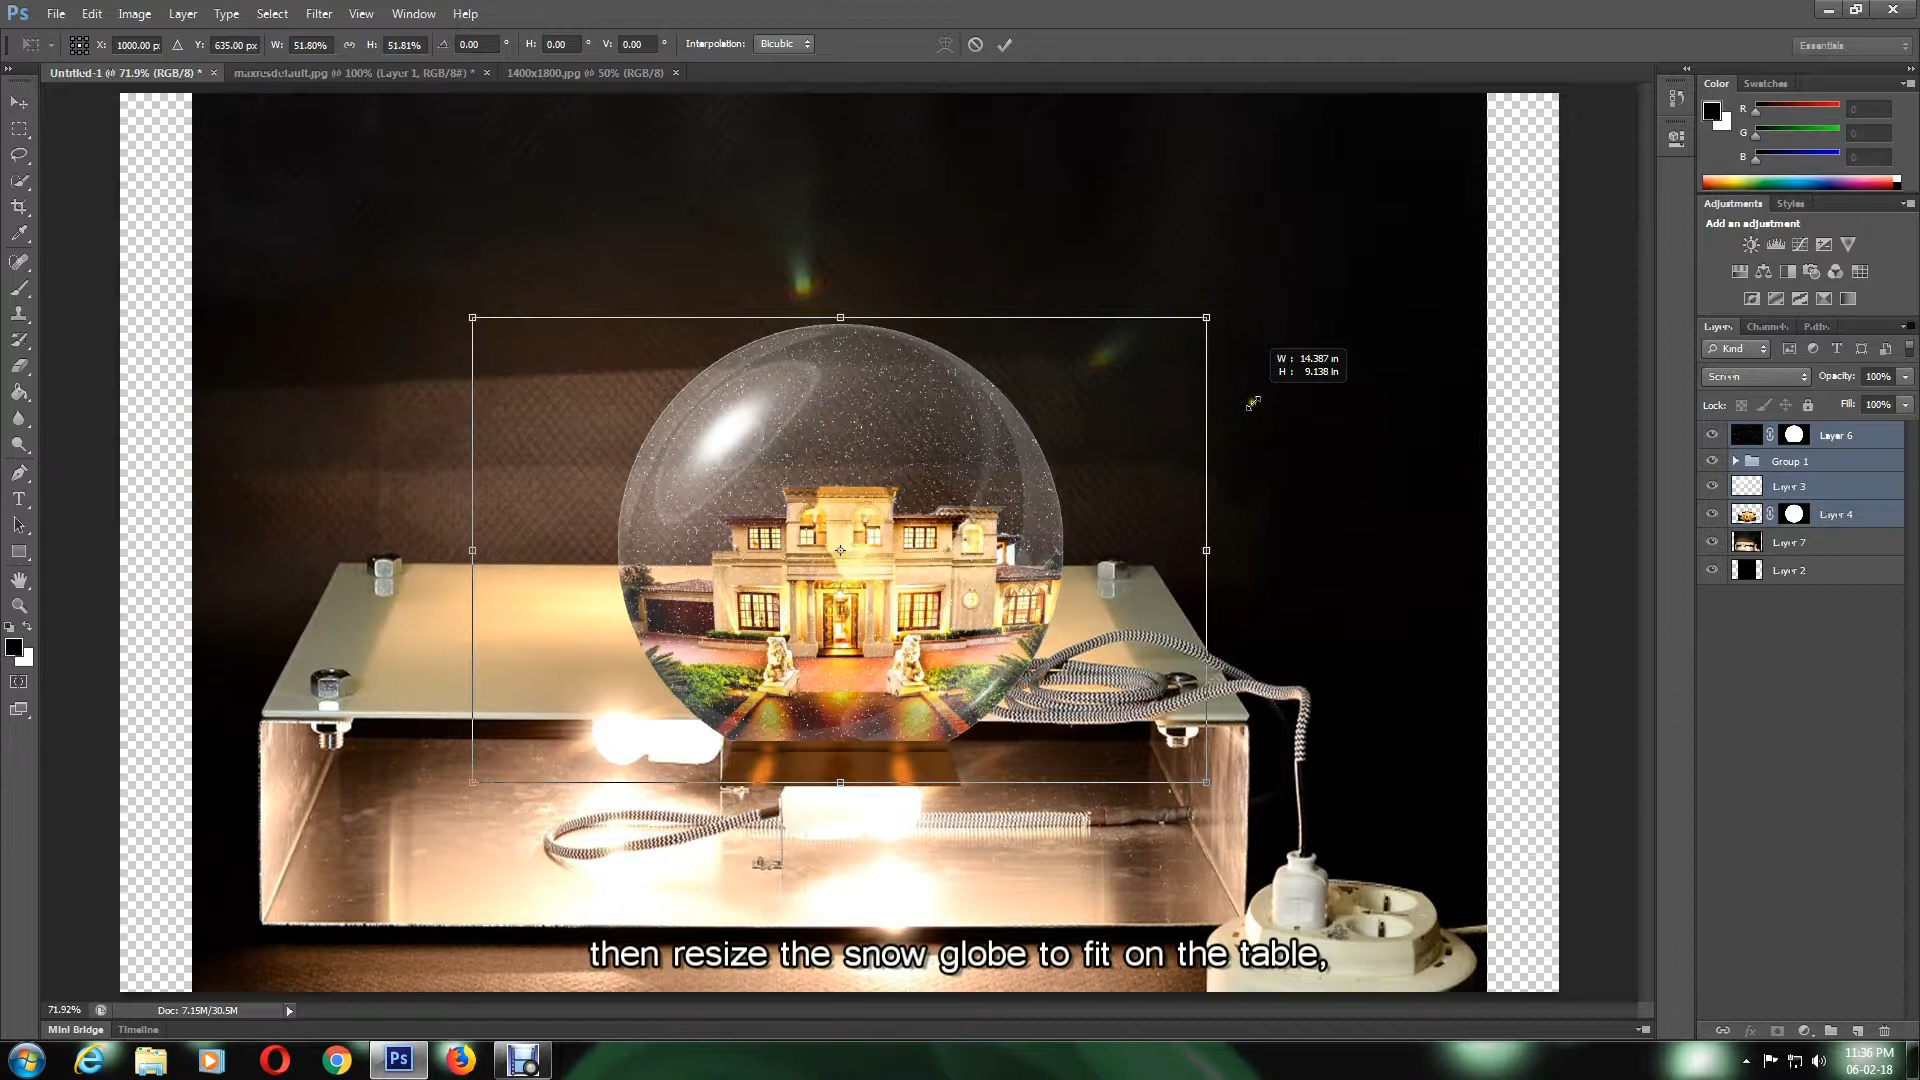 Ps File Edit Image Layer Type Select Filter View Window Help
X: 1000.00 px Y: 635.00 px W: 51.80% H: 51.81% 0.00 ° H: 0.00 ° V: 0.00 ° Interpolation: Bicubic Essentials
Untitled-1 @ 71.9% (RGB/8) * × maxresdefault.jpg @ 100% (Layer 1, RGB/8#) * × 1400x1800.jpg @ 50% (RGB/8) ×
Color Swatches
R 0
G 0
B 0
Adjustments Styles
Add an adjustment
Layers Channels Paths
Kind
Screen Opacity: 100%
Lock: Fill: 100%
Layer 6
Group 1
Layer 3
Layer 4
Layer 7
Layer 2
W : 14.387 in
H : 9.138 in
then resize the snow globe to fit on the table,
71.92% Doc: 7.15M/30.5M
Mini Bridge Timeline
Ps
11:36 PM
06-02-18